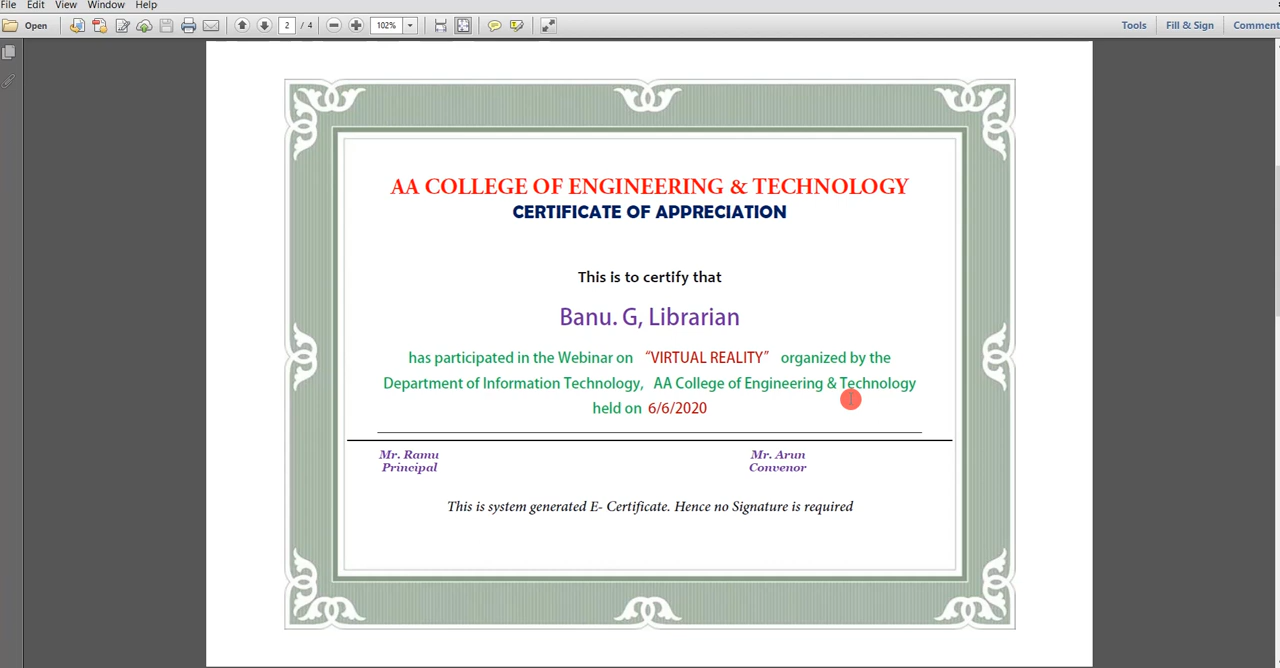 File Edit View Window Help
Open 2 / 4 102% Tools Fill & Sign Comment
AA COLLEGE OF ENGINEERING & TECHNOLOGY
CERTIFICATE OF APPRECIATION
This is to certify that
Banu. G, Librarian
has participated in the Webinar on “VIRTUAL REALITY” organized by the
Department of Information Technology, AA College of Engineering & Technology
held on 6/6/2020
Mr. Ramu Mr. Arun
Principal Convenor
This is system generated E- Certificate. Hence no Signature is required